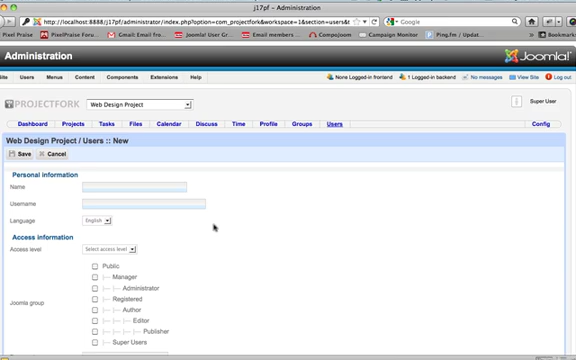 j17pf – Administration
http://localhost:8888/j17pf/administrator/index.php?option=com_projectfork&workspace=1&section=users&t
Google
Pixel Praise
PixelPraise Forum...
Gmail: Email fro...
Joomla! User Gr...
Email members ...
CompoJoom
Campaign Monitor
Ping.fm / Dashbo...
Bookmarks
Administration
Joomla!
Site
Users
Menus
Content
Components
Extensions
Help
None Logged-in frontend
1 Logged-in backend
No messages
View Site
Log out
PROJECTFORK
Web Design Project
Super User
Dashboard
Projects
Tasks
Files
Calendar
Discuss
Time
Profile
Groups
Users
Config
Web Design Project / Users :: New
Save
Cancel
Personal information
Name
Username
Language
English
Access information
Access level
Select access level
Joomla group
Public
Manager
Administrator
Registered
Author
Editor
Publisher
Super Users